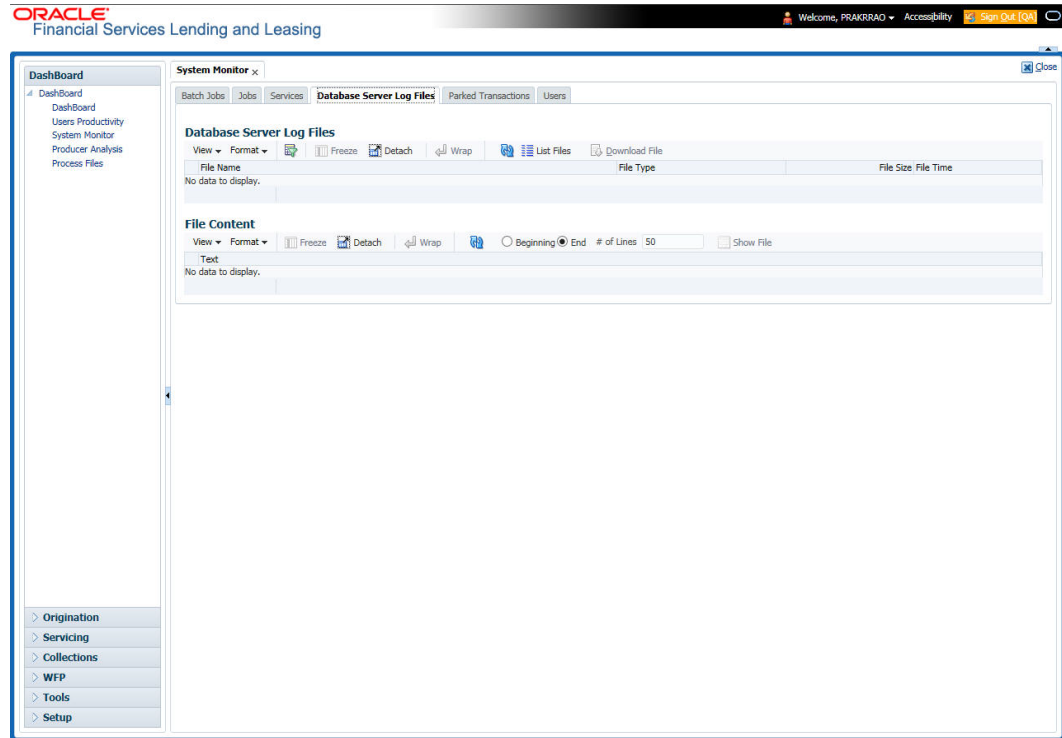 ORACLE
Financial Services Lending and Leasing
Welcome, PRAKRRAO Accessibility Sign Out [QA]
Close
DashBoard
DashBoard
DashBoard
Users Productivity
System Monitor
Producer Analysis
Process Files
Origination
Servicing
Collections
WFP
Tools
Setup
System Monitor x
Batch Jobs Jobs Services Database Server Log Files Parked Transactions Users
Database Server Log Files
View Format Freeze Detach Wrap List Files Download File
File Name File Type File Size File Time
No data to display.
File Content
View Format Freeze Detach Wrap Beginning End # of Lines 50 Show File
Text
No data to display.